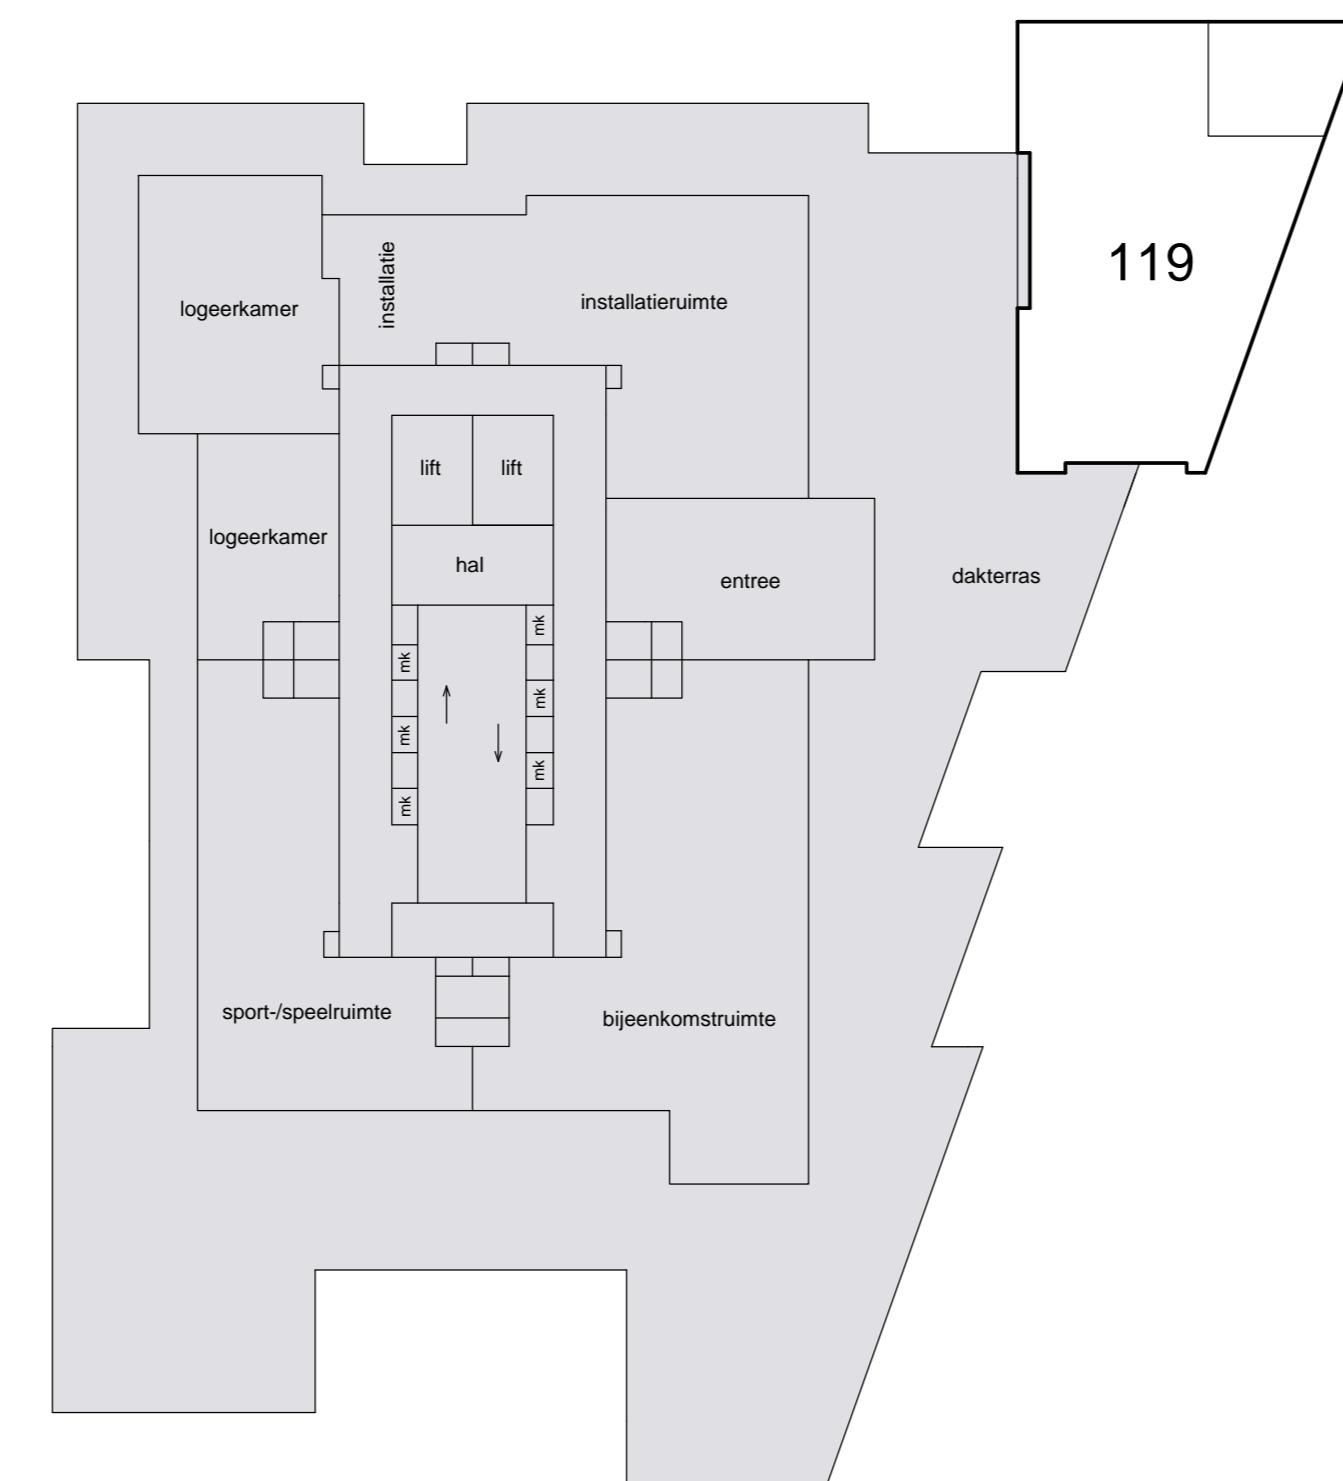 119
logeerkamer
installatie
installatieruimte
lift
lift
logeerkamer
hal
entree
dakterras
mk
mk
mk
mk
mk
mk
sport-/speelruimte
bijeenkomstruimte